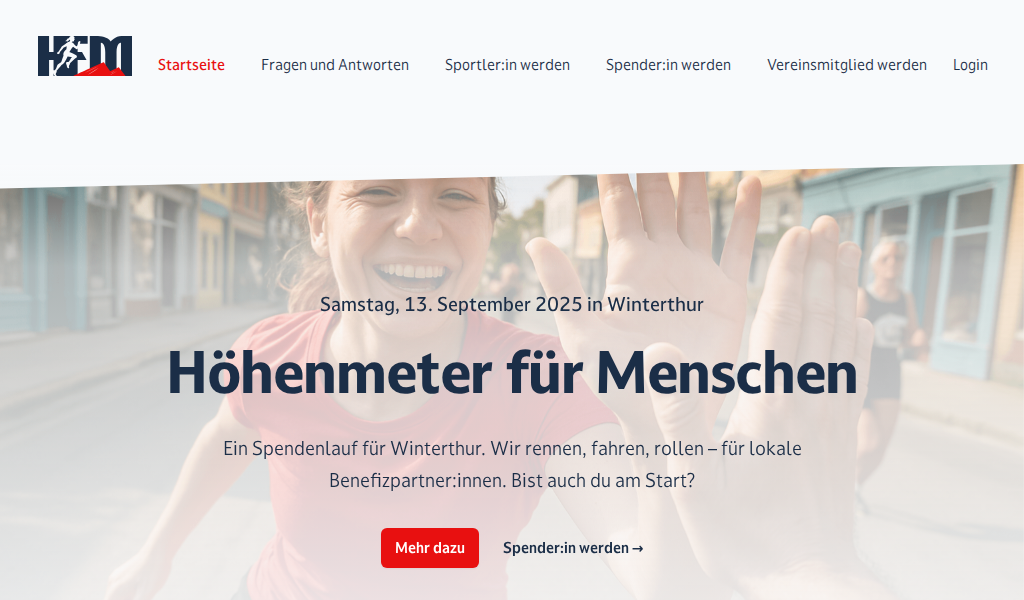 HFM
Startseite
Fragen und Antworten
Sportler:in werden
Spender:in werden
Vereinsmitglied werden
Login
Samstag, 13. September 2025 in Winterthur
Höhenmeter für Menschen
Ein Spendenlauf für Winterthur. Wir rennen, fahren, rollen – für lokale
Benefizpartner:innen. Bist auch du am Start?
Mehr dazu
Spender:in werden →